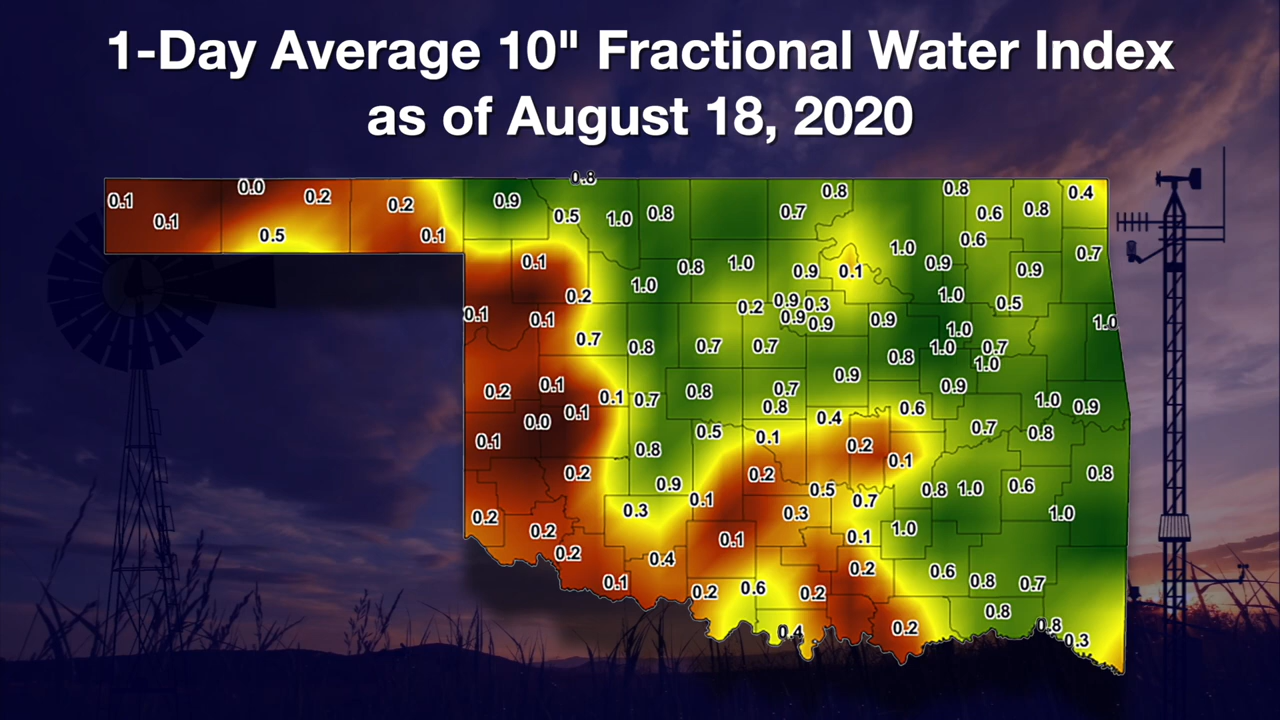 1-Day Average 10" Fractional Water Index
as of August 18, 2020
0.8
0.0 0.8 0.8 0.4
0.1 0.2 0.2 0.9 0.6 0.8
0.1 0.5 1.0 0.8 0.7
0.5 0.1 1.0 0.6 0.7
0.1 0.8 1.0 0.9 0.1 0.9 0.9
0.2 1.0 1.0
0.1 0.1 0.2 0.9 0.3 0.5
0.9 0.9 0.9 1.0 1.0
0.7 0.8 0.7 0.7 0.8 1.0 0.7
1.0
0.2 0.1 0.8 0.7 0.9 0.9
0.1 0.7 0.8 0.6 1.0 0.9
0.0 0.1 0.4
0.1 0.5 0.1 0.2 0.7 0.8
0.8 0.1
0.2 0.9 0.2 0.5 0.8 1.0 0.6 0.8
0.2 0.3 0.1 0.3 0.7 1.0
0.2 0.1 0.1 1.0
0.2 0.4 0.2 0.6
0.1 0.2 0.6 0.2 0.8 0.7
0.4 0.2 0.8 0.8 0.3